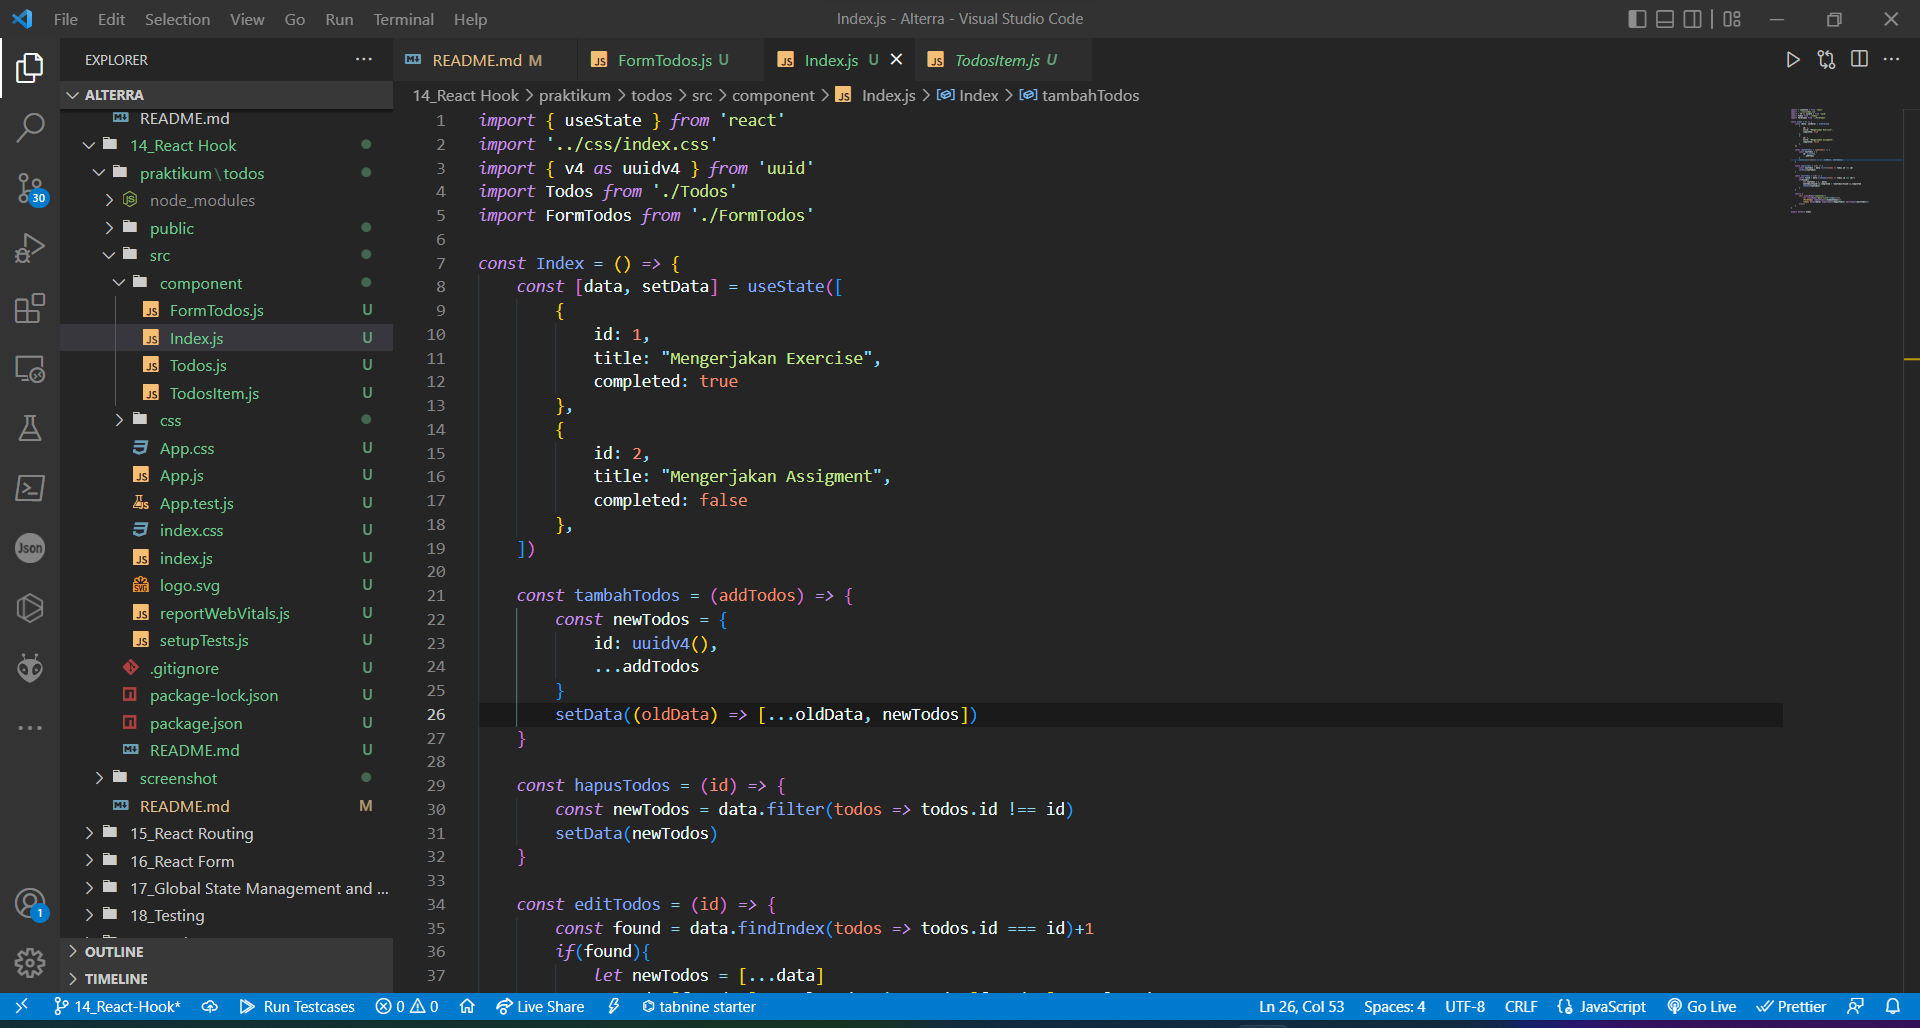 File Edit Selection View Go Run Terminal Help
Index.js - Alterra - Visual Studio Code
EXPLORER
README.md M
FormTodos.js U
Index.js U
TodosItem.js U
ALTERRA
14_React Hook > praktikum > todos > src > component > Index.js > Index > tambahTodos
README.md
14_React Hook
praktikum\todos
node_modules
public
src
component
FormTodos.js U
Index.js U
Todos.js U
TodosItem.js U
css
App.css U
App.js U
App.test.js U
index.css U
index.js U
logo.svg U
reportWebVitals.js U
setupTests.js U
.gitignore U
package-lock.json U
package.json U
README.md U
screenshot
README.md M
15_React Routing
16_React Form
17_Global State Management and ...
18_Testing
OUTLINE
TIMELINE
30
Json
1
1 import { useState } from 'react'
2 import '../css/index.css'
3 import { v4 as uuidv4 } from 'uuid'
4 import Todos from './Todos'
5 import FormTodos from './FormTodos'
6
7 const Index = () => {
8 const [data, setData] = useState([
9 {
10 id: 1,
11 title: "Mengerjakan Exercise",
12 completed: true
13 },
14 {
15 id: 2,
16 title: "Mengerjakan Assigment",
17 completed: false
18 },
19 ])
20
21 const tambahTodos = (addTodos) => {
22 const newTodos = {
23 id: uuidv4(),
24 ...addTodos
25 }
26 setData((oldData) => [...oldData, newTodos])
27 }
28
29 const hapusTodos = (id) => {
30 const newTodos = data.filter(todos => todos.id !== id)
31 setData(newTodos)
32 }
33
34 const editTodos = (id) => {
35 const found = data.findIndex(todos => todos.id === id)+1
36 if(found){
37 let newTodos = [...data]
14_React-Hook* Run Testcases 0 0 Live Share tabnine starter
Ln 26, Col 53 Spaces: 4 UTF-8 CRLF JavaScript Go Live Prettier